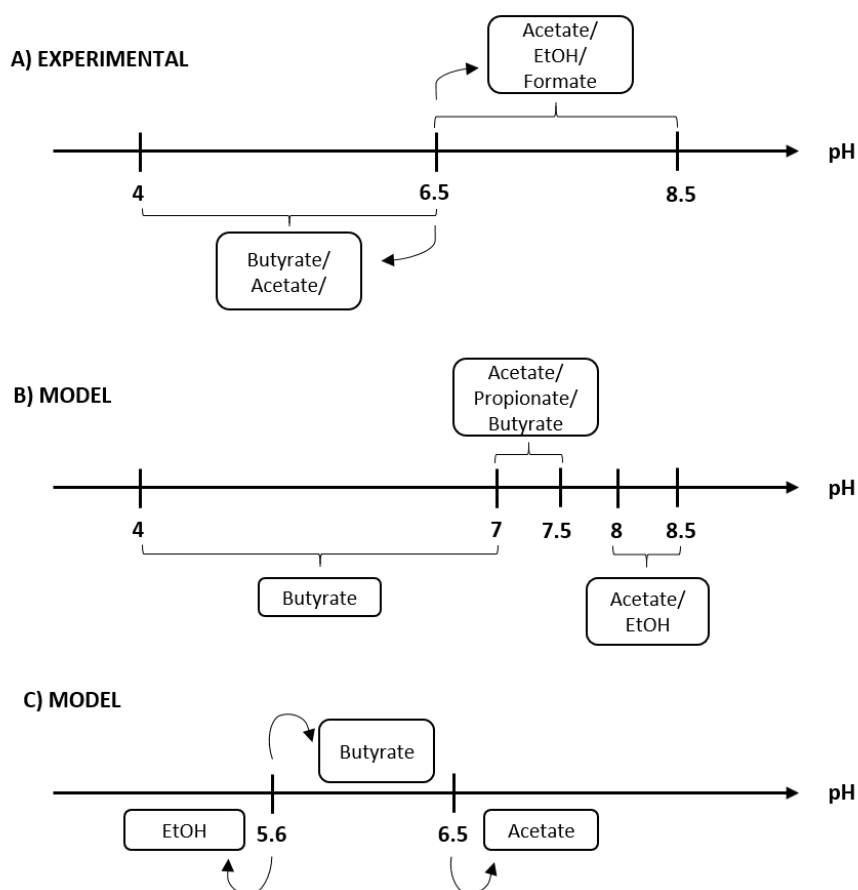 A) EXPERIMENTAL
Acetate/
EtOH/
Formate
pH
4
6.5
8.5
Butyrate/
Acetate/
B) MODEL
Acetate/
Propionate/
Butyrate
pH
4
7
7.5
8
8.5
Butyrate
Acetate/
EtOH
C) MODEL
Butyrate
pH
EtOH
5.6
6.5
Acetate